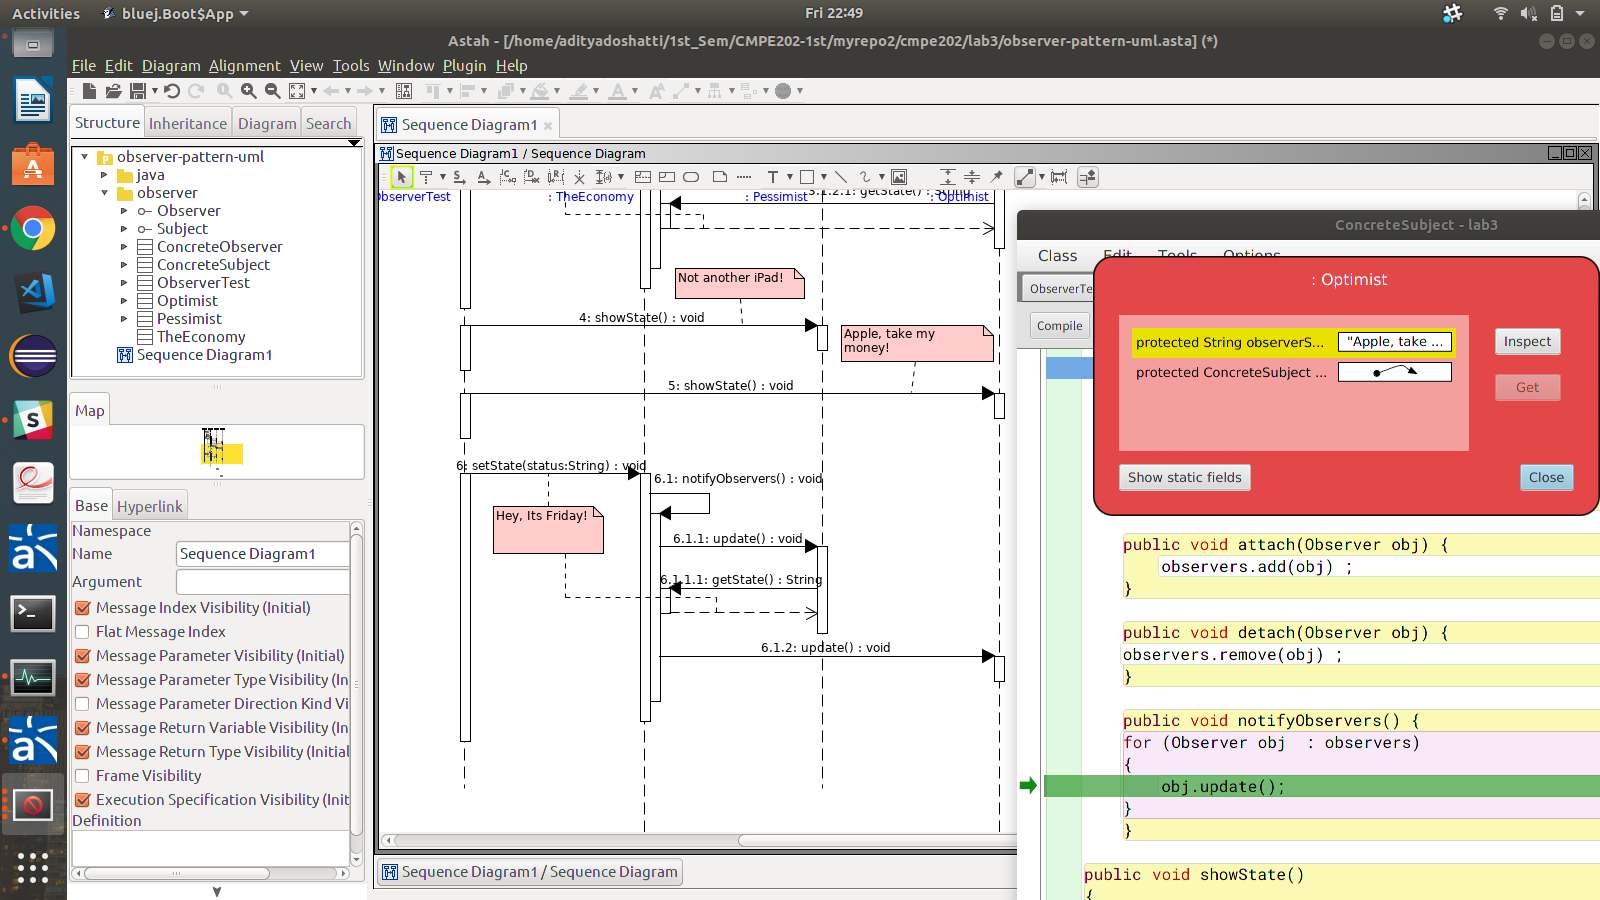 Activities
bluej.Boot$App
Fri 22:49
Astah - [/home/adityadoshatti/1st_Sem/CMPE202-1st/myrepo2/cmpe202/lab3/observer-pattern-uml.asta] (*)
File Edit Diagram Alignment View Tools Window Plugin Help
Structure Inheritance Diagram Search
observer-pattern-uml
java
observer
Observer
Subject
ConcreteObserver
ConcreteSubject
ObserverTest
Optimist
Pessimist
TheEconomy
Sequence Diagram1
Map
Base Hyperlink
Namespace
Name Sequence Diagram1
Argument
Message Index Visibility (Initial)
Flat Message Index
Message Parameter Visibility (Initial)
Message Parameter Type Visibility (In
Message Parameter Direction Kind Vi
Message Return Variable Visibility (In
Message Return Type Visibility (Initial
Frame Visibility
Execution Specification Visibility (Init
Definition
Sequence Diagram1
Sequence Diagram1 / Sequence Diagram
ObserverTest : TheEconomy : Pessimist : Optimist
3.1.2.1: getState() : String
Not another iPad!
4: showState() : void
Apple, take my
money!
5: showState() : void
6: setState(status:String) : void
6.1: notifyObservers() : void
Hey, Its Friday!
6.1.1: update() : void
6.1.1.1: getState() : String
6.1.2: update() : void
Sequence Diagram1 / Sequence Diagram
ConcreteSubject - lab3
Class Edit Tools Options
ObserverTe
Compile
: Optimist
protected String observerS... "Apple, take ...
protected ConcreteSubject ...
Inspect
Get
Show static fields
Close
public void attach(Observer obj) {
observers.add(obj) ;
}
public void detach(Observer obj) {
observers.remove(obj) ;
}
public void notifyObservers() {
for (Observer obj : observers)
{
obj.update();
}
}
public void showState()
{